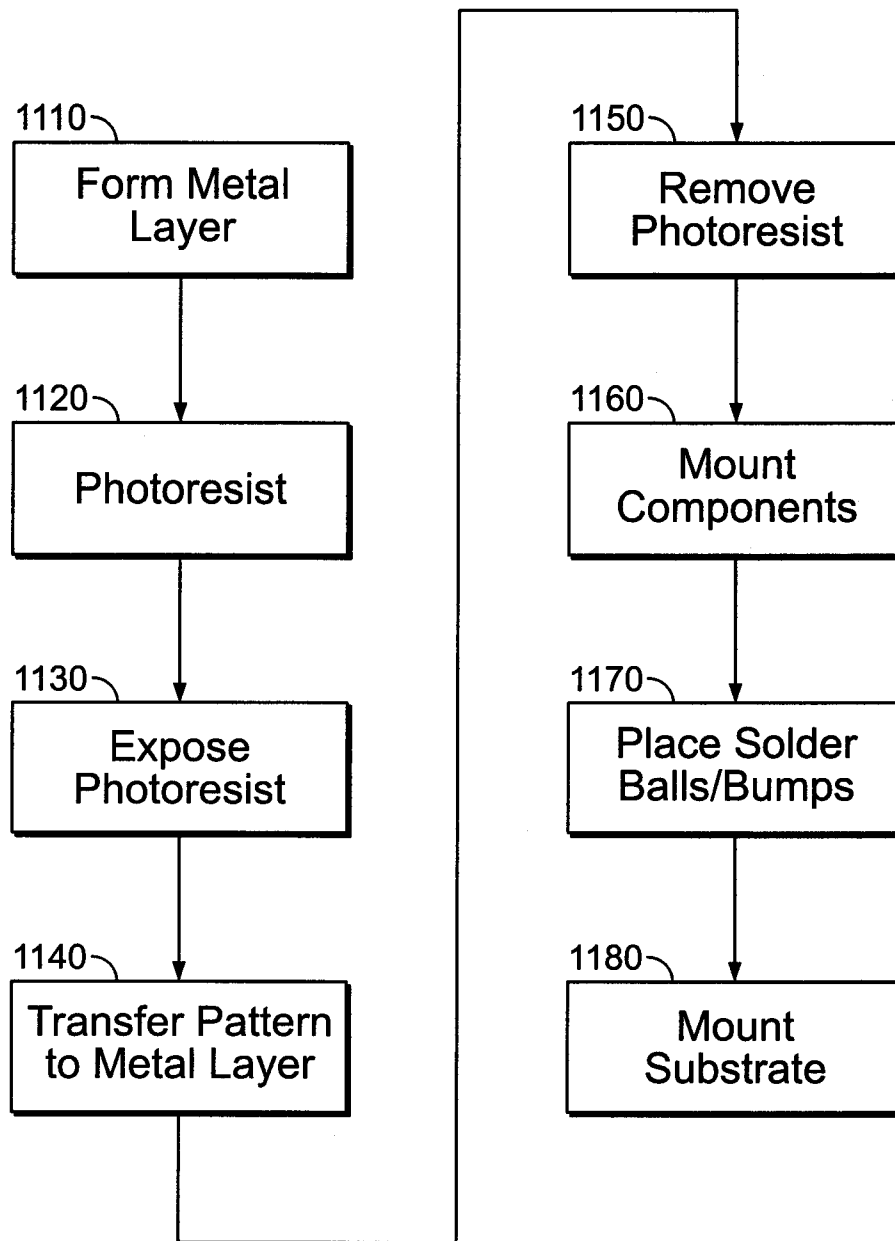 1110
Form Metal
Layer
1120
Photoresist
1130
Expose
Photoresist
1140
Transfer Pattern
to Metal Layer
1150
Remove
Photoresist
1160
Mount
Components
1170
Place Solder
Balls/Bumps
1180
Mount
Substrate